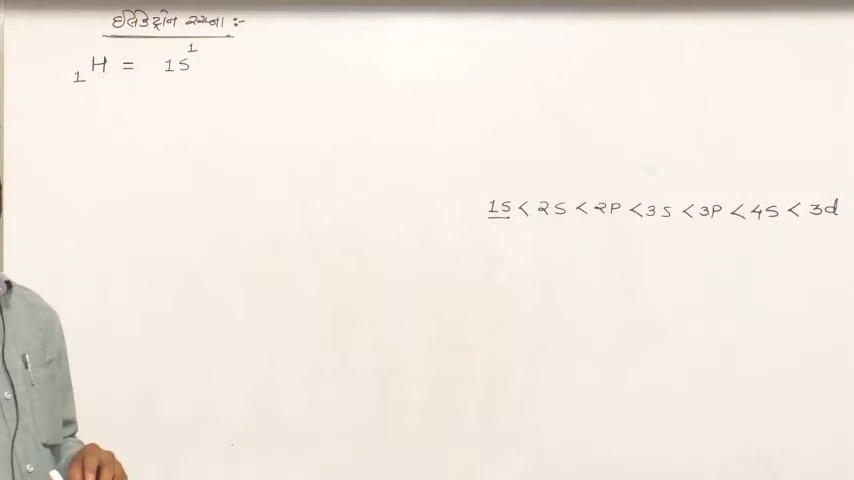 ઇલેક્ટ્રૉન રચના :-
₁H = 1s¹
1s < 2s < 2p < 3s < 3p < 4s < 3d